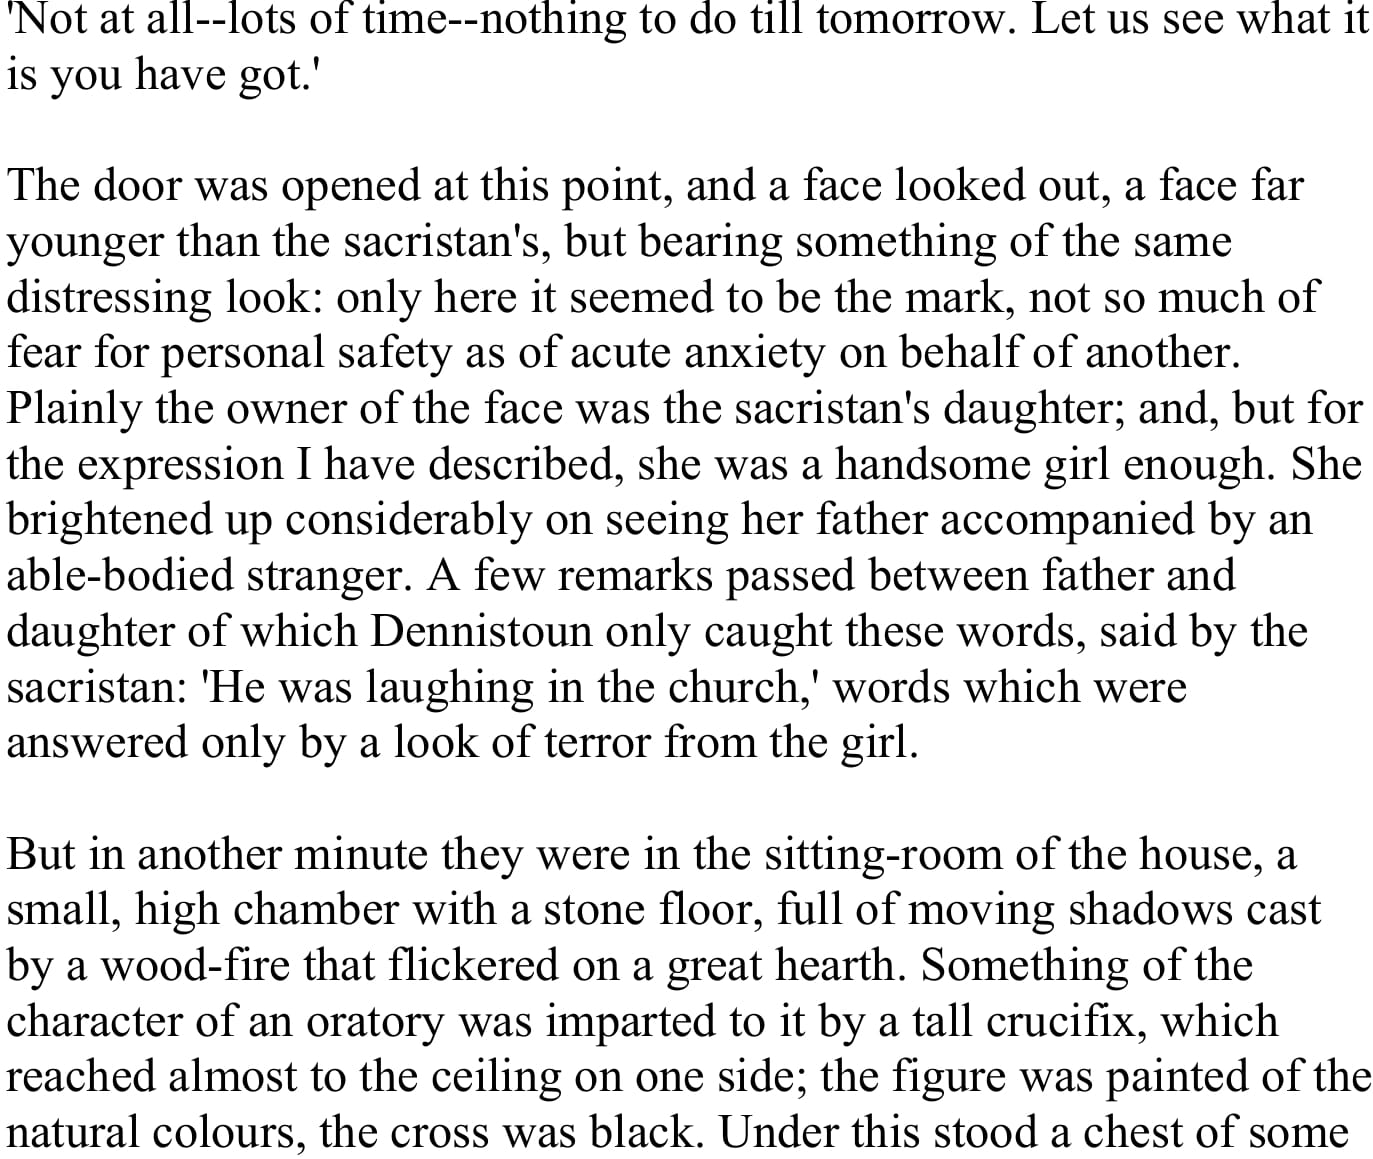 'Not at all--lots of time--nothing to do till tomorrow. Let us see what it
is you have got.'

The door was opened at this point, and a face looked out, a face far
younger than the sacristan's, but bearing something of the same
distressing look: only here it seemed to be the mark, not so much of
fear for personal safety as of acute anxiety on behalf of another.
Plainly the owner of the face was the sacristan's daughter; and, but for
the expression I have described, she was a handsome girl enough. She
brightened up considerably on seeing her father accompanied by an
able-bodied stranger. A few remarks passed between father and
daughter of which Dennistoun only caught these words, said by the
sacristan: 'He was laughing in the church,' words which were
answered only by a look of terror from the girl.

But in another minute they were in the sitting-room of the house, a
small, high chamber with a stone floor, full of moving shadows cast
by a wood-fire that flickered on a great hearth. Something of the
character of an oratory was imparted to it by a tall crucifix, which
reached almost to the ceiling on one side; the figure was painted of the
natural colours, the cross was black. Under this stood a chest of some